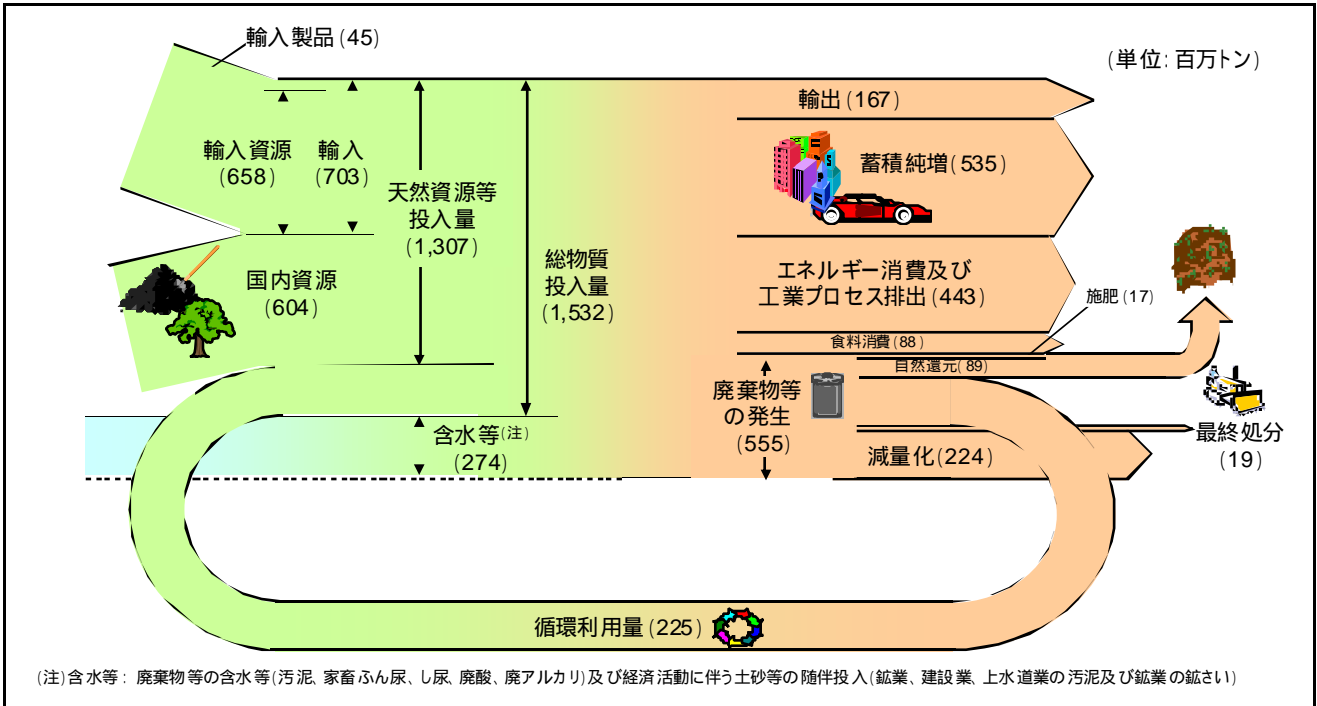 輸入製品(45)
(単位:百万トン)
輸出(167)
輸入資源
(658)
輸入
(703)
天然資源等
投入量
(1,307)
蓄積純増(535)
国内資源
(604)
総物質
投入量
(1,532)
エネルギー消費及び
工業プロセス排出(443)
施肥(17)
食料消費(88)
自然還元(89)
廃棄物等
の発生
(555)
含水等(注)
(274)
減量化(224)
最終処分
(19)
循環利用量(225)
(注)含水等:廃棄物等の含水等(汚泥、家畜ふん尿、し尿、廃酸、廃アルカリ)及び経済活動に伴う土砂等の随伴投入(鉱業、建設業、上水道業の汚泥及び鉱業の鉱さい)